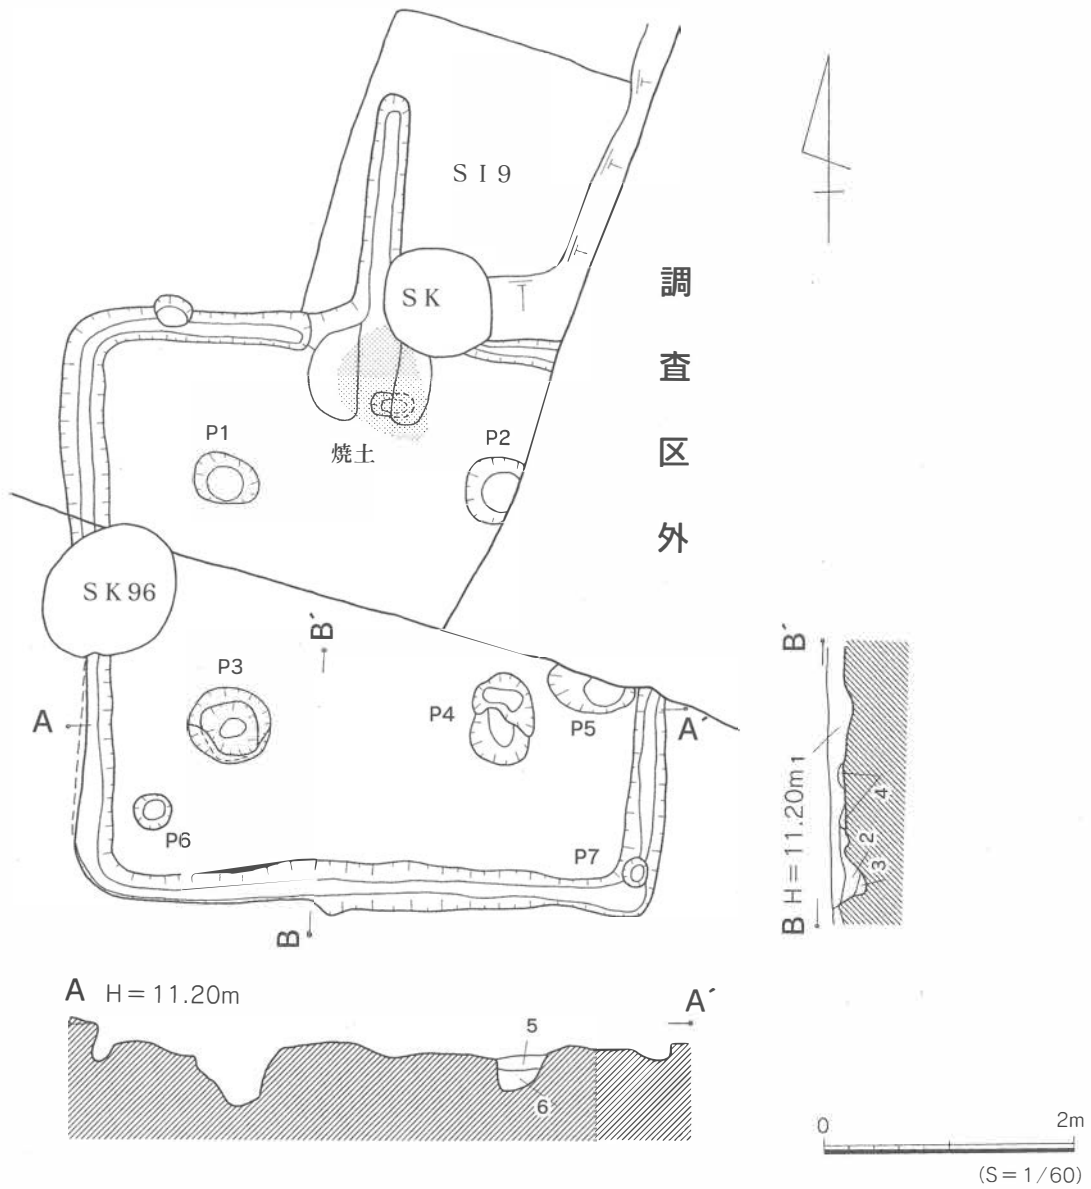 SI9
SK
調査区外
P1
焼土
P2
SK96
B´
P3
A
P4
P5
A´
P6
P7
B
B´
1
4
2
3
B H=11.20m
A H=11.20m
A´
5
6
0 2m
(S=1/60)